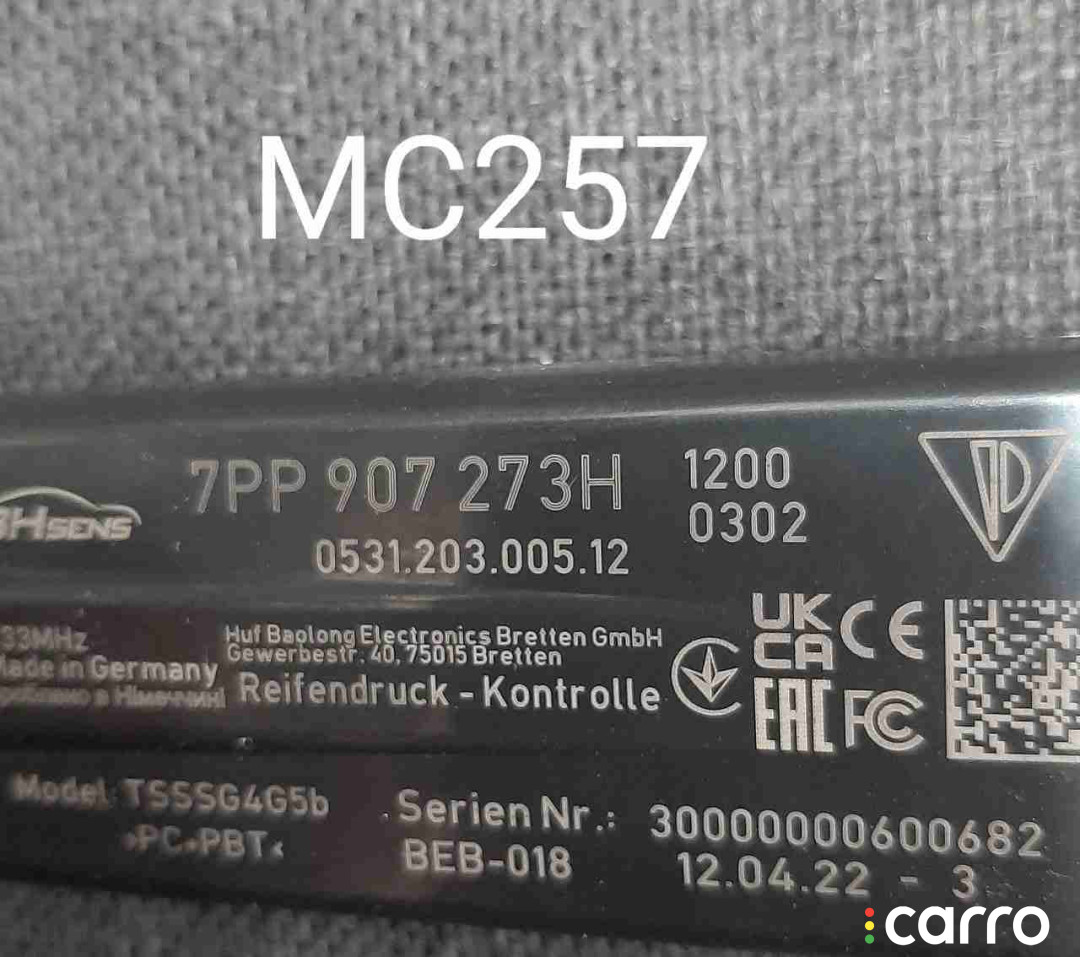 MC257
BHSENS
7PP 907 273H
1200
0302
0531.203.005.12
33MHz
Made in Germany
Huf Baolong Electronics Bretten GmbH
Gewerbestr. 40, 75015 Bretten
Reifendruck - Kontrolle
UK
CA
CE
EAC
FC
Model: TSSSG4G5b
>PC+PBT<
Serien Nr.: 30000000600682
BEB-018
12.04.22 - 3
carro